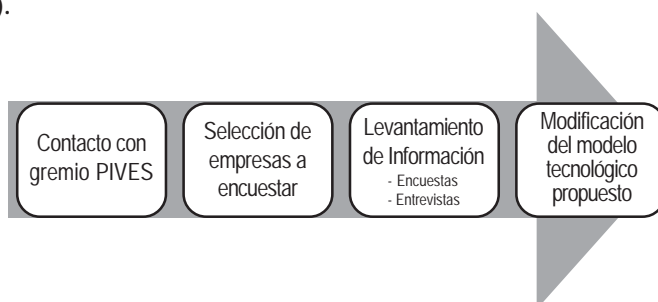 ).
Contacto con
gremio PIVES
Selección de
empresas a
encuestar
Levantamiento
de Información
- Encuestas
- Entrevistas
Modificación
del modelo
tecnológico
propuesto